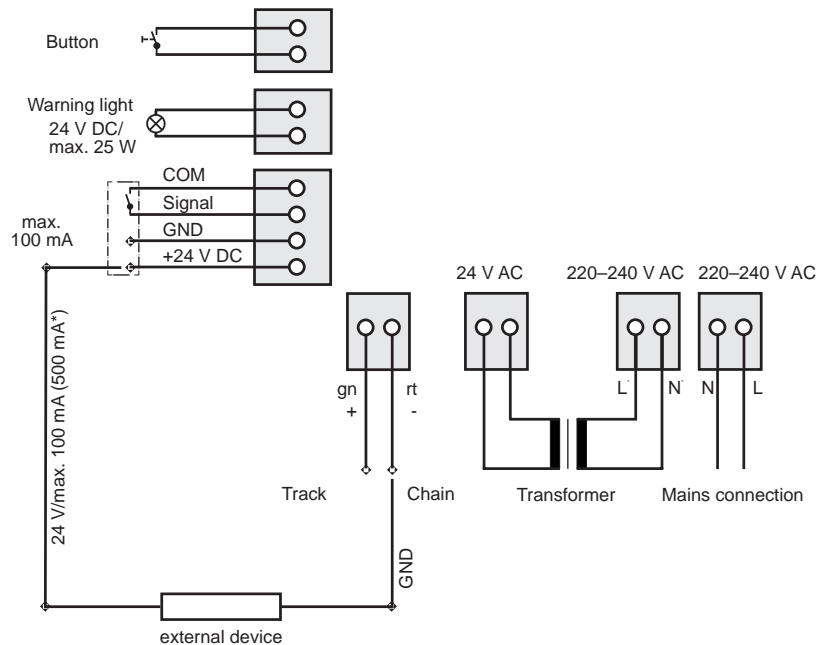 Button
Warning light
24 V DC/
max. 25 W
COM
Signal
GND
+24 V DC
max.
100 mA
24 V AC
220–240 V AC
220–240 V AC
24 V/max. 100 mA (500 mA*)
gn
rt
+
-
L'
N'
N
L
Track
Chain
Transformer
Mains connection
GND
external device